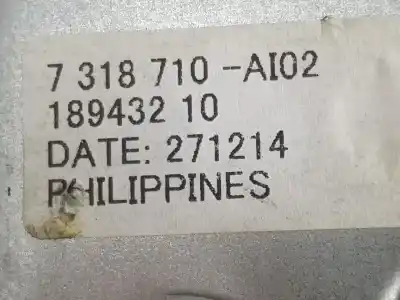 7 318 710 -AI02
189432 10
DATE: 271214
PHILIPPINES